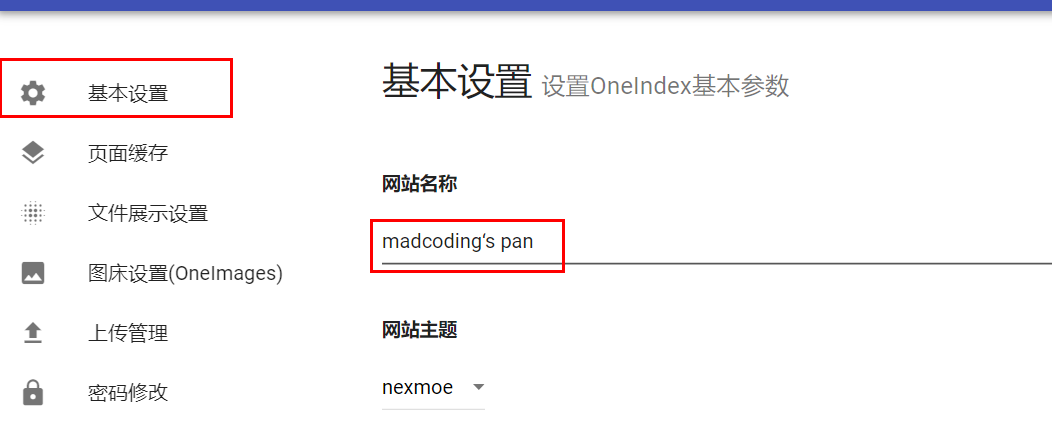 基本设置
页面缓存
文件展示设置
图床设置(OneImages)
上传管理
密码修改
基本设置 设置OneIndex基本参数
网站名称
madcoding‘s pan
网站主题
nexmoe